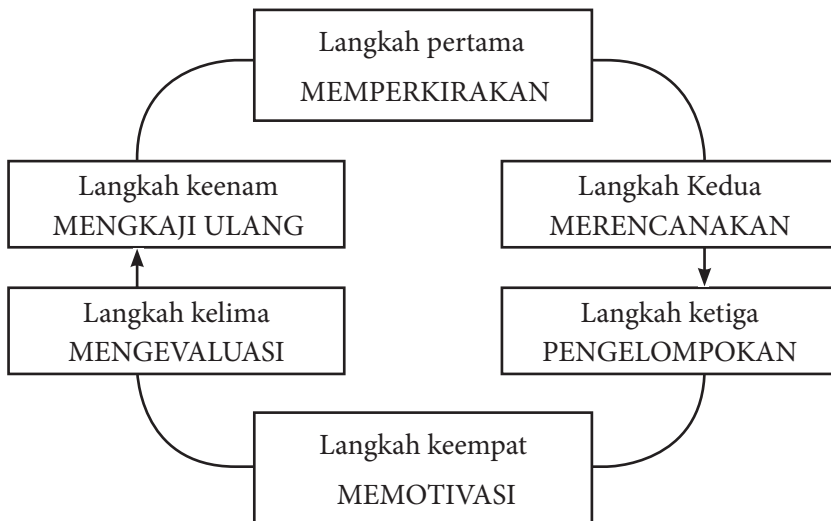 Langkah pertama
MEMPERKIRAKAN
Langkah Kedua
MERENCANAKAN
Langkah ketiga
PENGELOMPOKAN
Langkah keempat
MEMOTIVASI
Langkah kelima
MENGEVALUASI
Langkah keenam
MENGKAJI ULANG